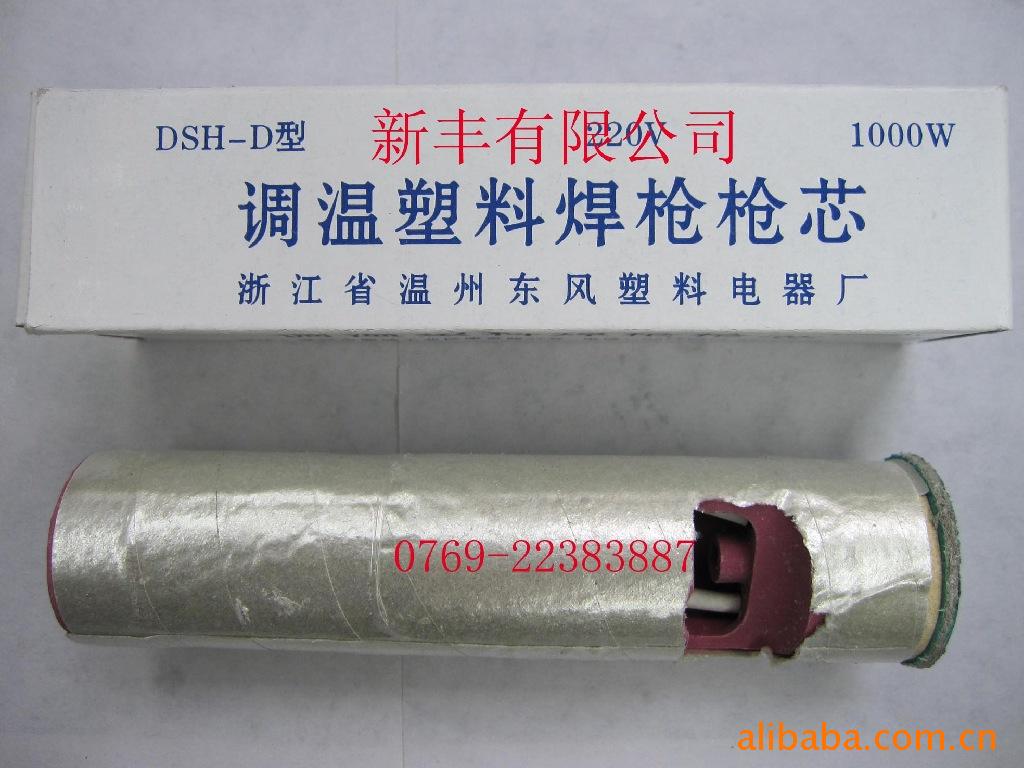 DSH-D型 新丰有限公司 220V 1000W
调温塑料焊枪枪芯
浙江省温州东风塑料电器厂
0769-22383887
alibaba.com.cn